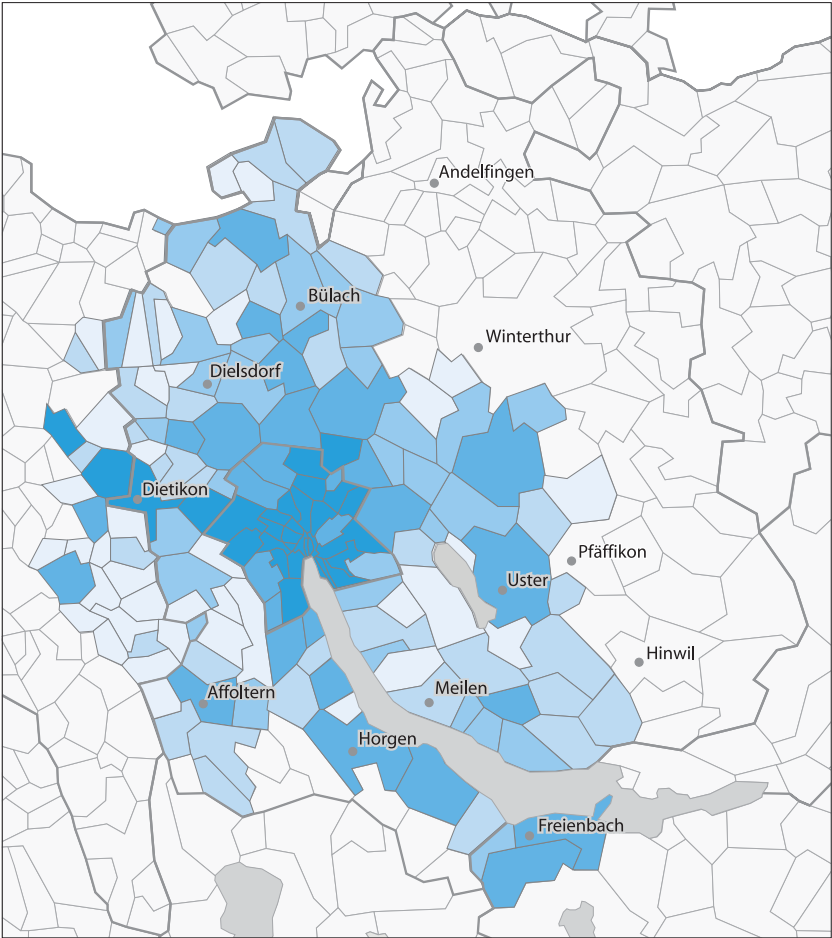 Andelfingen
Bülach
Winterthur
Dielsdorf
Dietikon
Pfäffikon
Uster
Hinwil
Affoltern
Meilen
Horgen
Freienbach